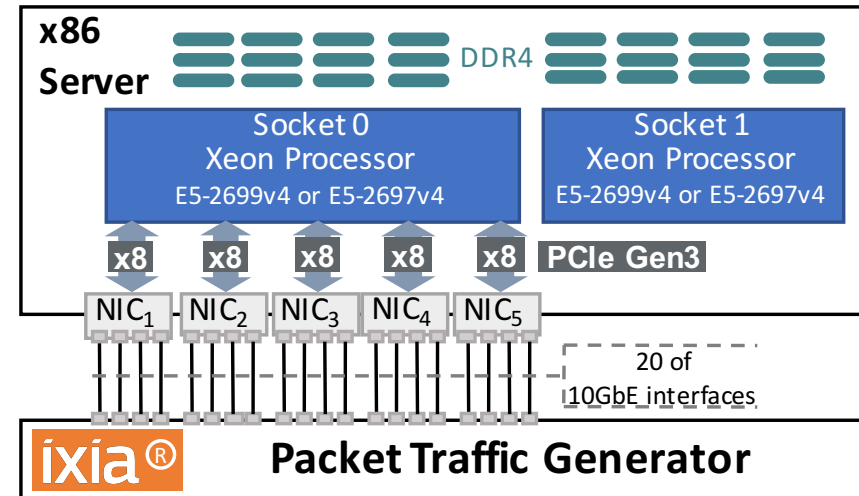 x86
Server
DDR4
Socket 0
Xeon Processor
E5-2699v4 or E5-2697v4
Socket 1
Xeon Processor
E5-2699v4 or E5-2697v4
x8
x8
x8
x8
x8
PCIe Gen3
NIC1
NIC2
NIC3
NIC4
NIC5
20 of
10GbE interfaces
ixia®
Packet Traffic Generator